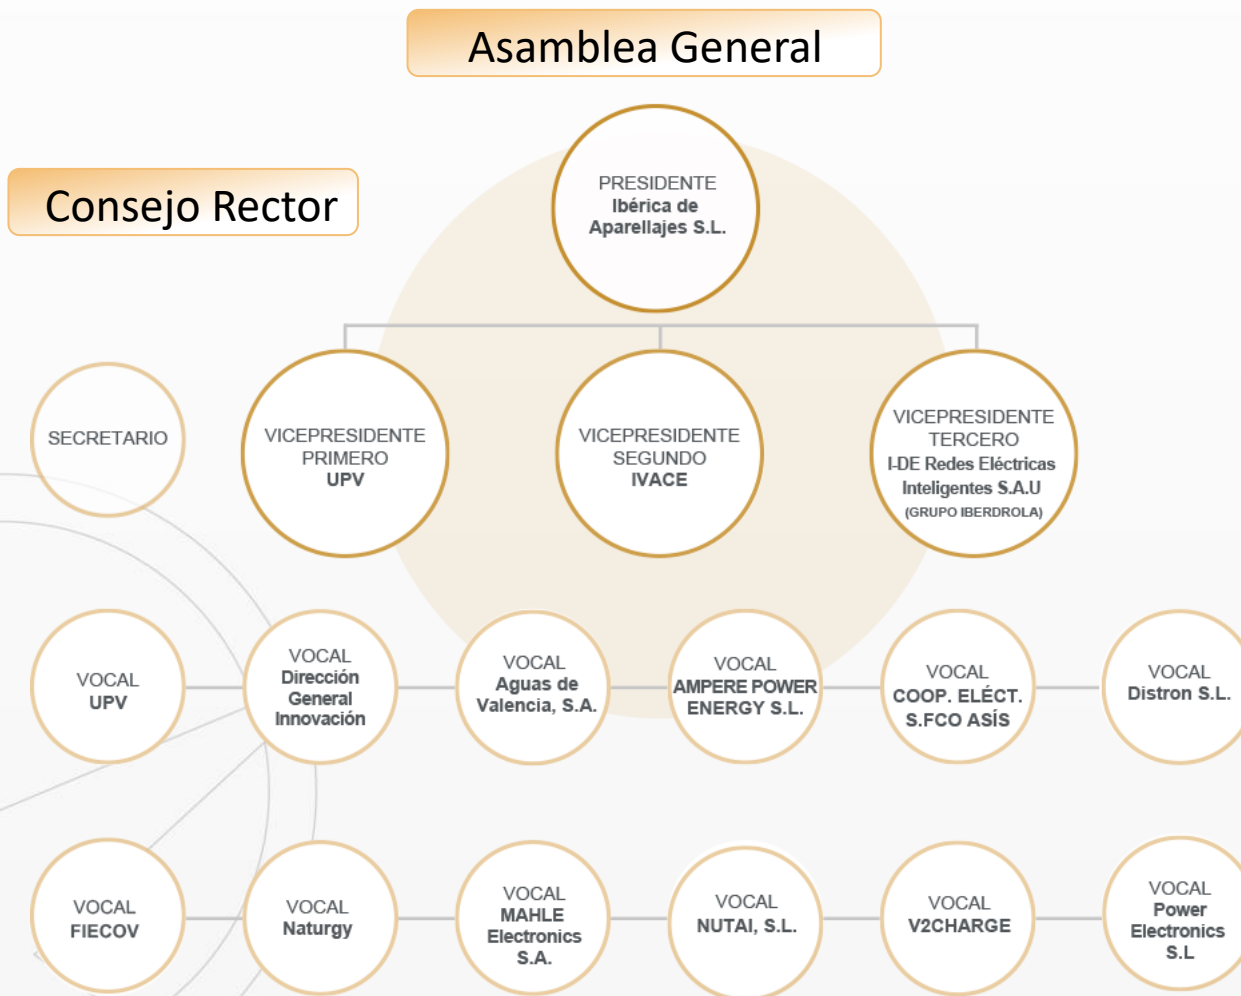 Asamblea General
Consejo Rector
PRESIDENTE
Ibérica de
Aparellajes S.L.
SECRETARIO
VICEPRESIDENTE
PRIMERO
UPV
VICEPRESIDENTE
SEGUNDO
IVACE
VICEPRESIDENTE
TERCERO
I-DE Redes Eléctricas
Inteligentes S.A.U
(GRUPO IBERDROLA)
VOCAL
UPV
VOCAL
Dirección
General
Innovación
VOCAL
Aguas de
Valencia, S.A.
VOCAL
AMPERE POWER
ENERGY S.L.
VOCAL
COOP. ELÉCT.
S.FCO ASÍS
VOCAL
Distron S.L.
VOCAL
FIECOV
VOCAL
Naturgy
VOCAL
MAHLE
Electronics
S.A.
VOCAL
NUTAI, S.L.
VOCAL
V2CHARGE
VOCAL
Power
Electronics
S.L